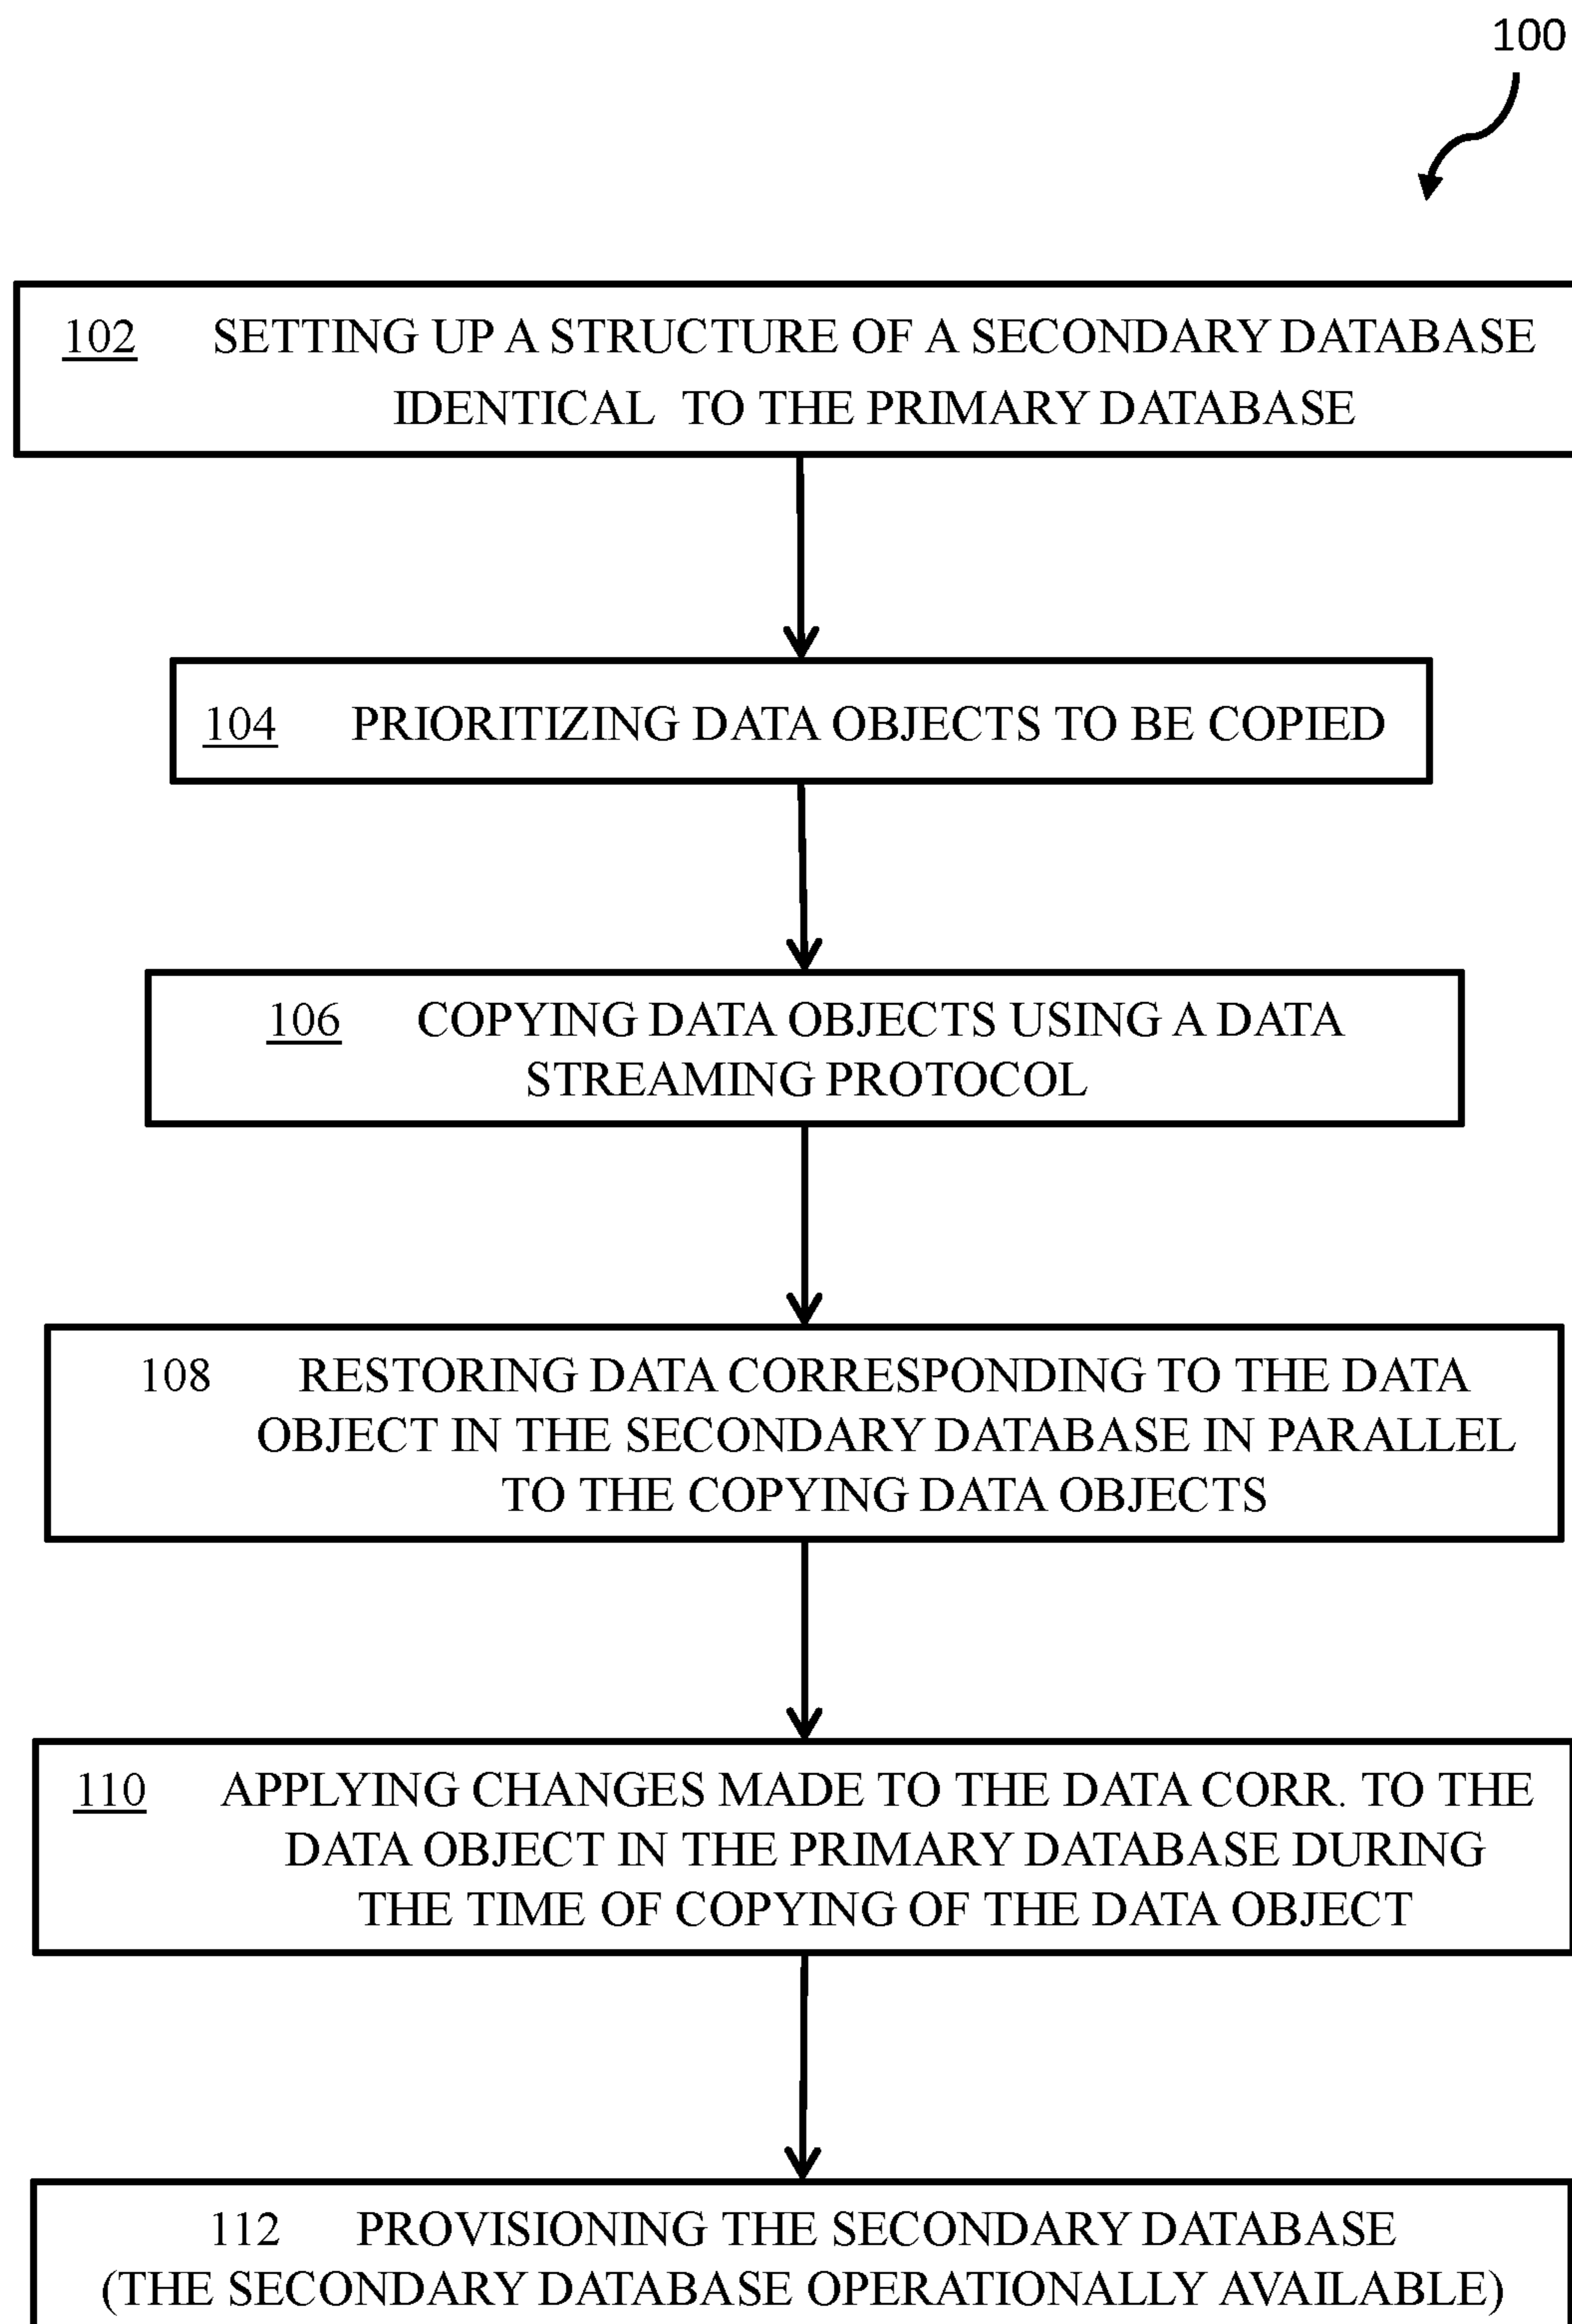 100
102 SETTING UP A STRUCTURE OF A SECONDARY DATABASE
IDENTICAL TO THE PRIMARY DATABASE
104 PRIORITIZING DATA OBJECTS TO BE COPIED
106 COPYING DATA OBJECTS USING A DATA
STREAMING PROTOCOL
108 RESTORING DATA CORRESPONDING TO THE DATA
OBJECT IN THE SECONDARY DATABASE IN PARALLEL
TO THE COPYING DATA OBJECTS
110 APPLYING CHANGES MADE TO THE DATA CORR. TO THE
DATA OBJECT IN THE PRIMARY DATABASE DURING
THE TIME OF COPYING OF THE DATA OBJECT
112 PROVISIONING THE SECONDARY DATABASE
(THE SECONDARY DATABASE OPERATIONALLY AVAILABLE)